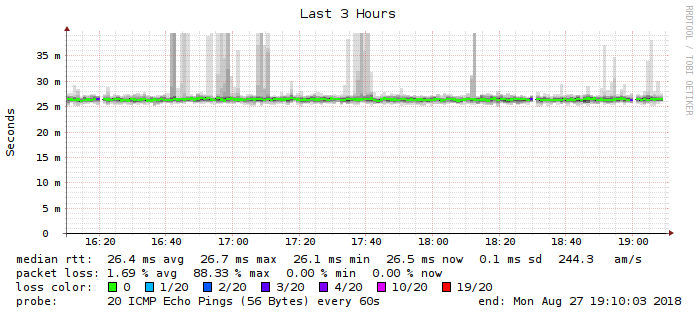 Last 3 Hours
RRDTOOL / TOBI OETIKER
Seconds
35 m
30 m
25 m
20 m
15 m
10 m
5 m
0
16:20 16:40 17:00 17:20 17:40 18:00 18:20 18:40 19:00
median rtt: 26.4 ms avg 26.7 ms max 26.1 ms min 26.5 ms now 0.1 ms sd 244.3 am/s
packet loss: 1.69 % avg 88.33 % max 0.00 % min 0.00 % now
loss color: 0 1/20 2/20 3/20 4/20 10/20 19/20
probe: 20 ICMP Echo Pings (56 Bytes) every 60s end: Mon Aug 27 19:10:03 2018